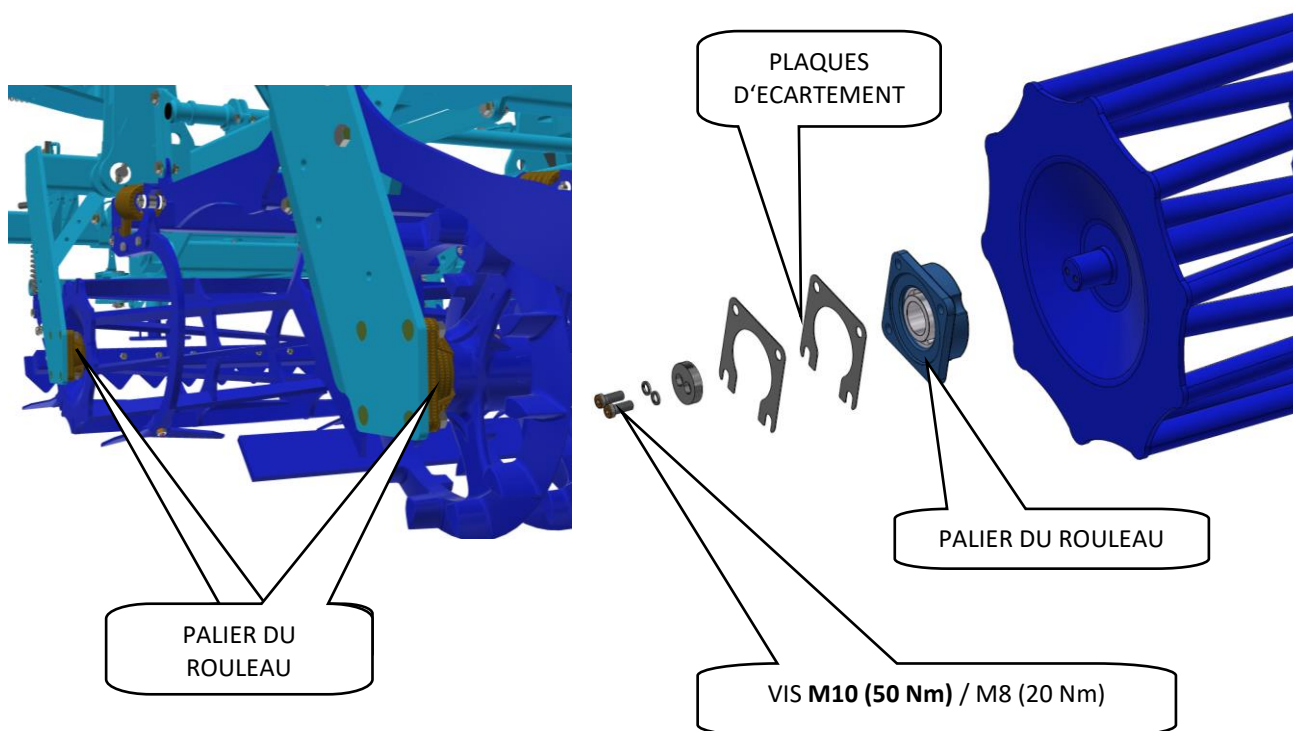 PLAQUES
D‘ECARTEMENT
PALIER DU ROULEAU
PALIER DU
ROULEAU
VIS M10 (50 Nm) / M8 (20 Nm)